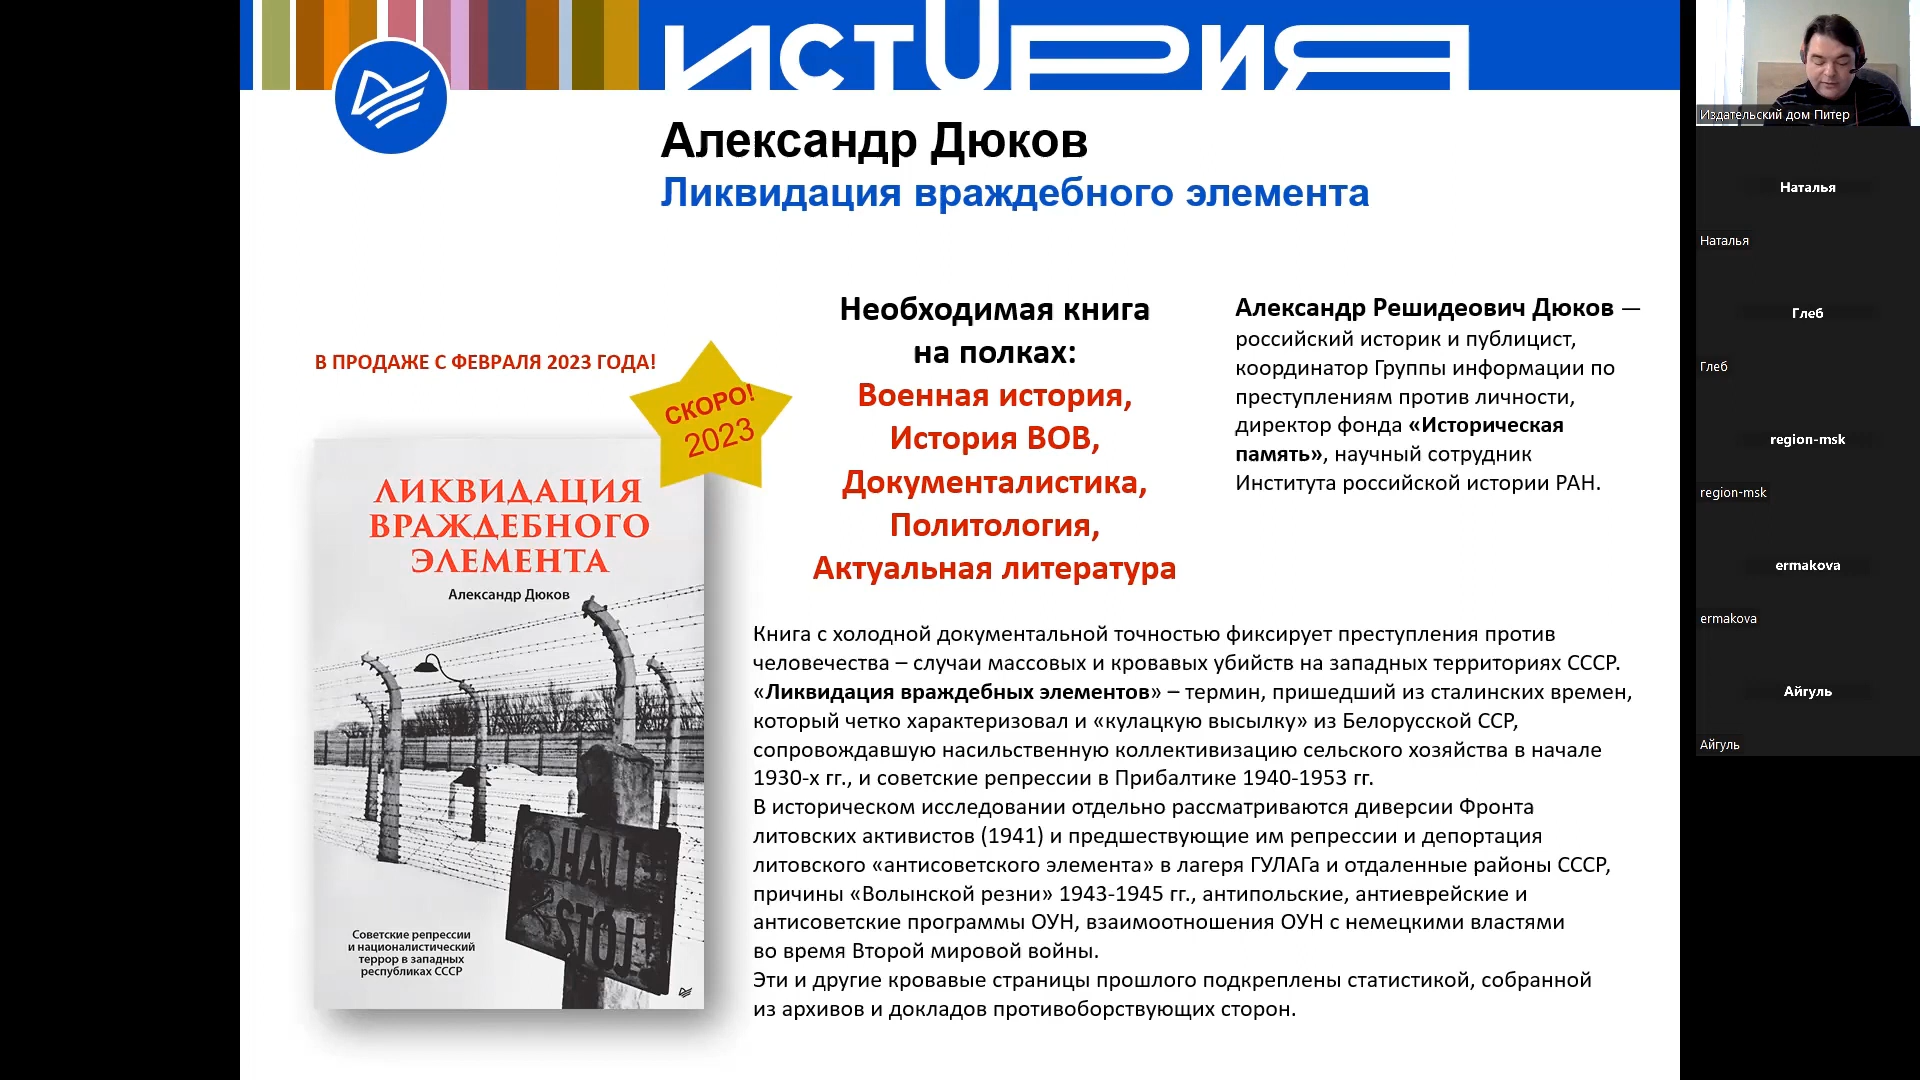 ИСТОРИЯ
Александр Дюков
Ликвидация враждебного элемента
В ПРОДАЖЕ С ФЕВРАЛЯ 2023 ГОДА!
СКОРО!
2023
ЛИКВИДАЦИЯ
ВРАЖДЕБНОГО
ЭЛЕМЕНТА
Александр Дюков
HALT
STÓJ!
Советские репрессии
и националистический
террор в западных
республиках СССР
Необходимая книга
на полках:
Военная история,
История ВОВ,
Документалистика,
Политология,
Актуальная литература
Александр Решидеович Дюков —
российский историк и публицист,
координатор Группы информации по
преступлениям против личности,
директор фонда «Историческая
память», научный сотрудник
Института российской истории РАН.
Книга с холодной документальной точностью фиксирует преступления против
человечества – случаи массовых и кровавых убийств на западных территориях СССР.
«Ликвидация враждебных элементов» – термин, пришедший из сталинских времен,
который четко характеризовал и «кулацкую высылку» из Белорусской ССР,
сопровождавшую насильственную коллективизацию сельского хозяйства в начале
1930-х гг., и советские репрессии в Прибалтике 1940-1953 гг.
В историческом исследовании отдельно рассматриваются диверсии Фронта
литовских активистов (1941) и предшествующие им репрессии и депортация
литовского «антисоветского элемента» в лагеря ГУЛАГа и отдаленные районы СССР,
причины «Волынской резни» 1943-1945 гг., антипольские, антиеврейские и
антисоветские программы ОУН, взаимоотношения ОУН с немецкими властями
во время Второй мировой войны.
Эти и другие кровавые страницы прошлого подкреплены статистикой, собранной
из архивов и докладов противоборствующих сторон.
Издательский дом Питер
Наталья
Наталья
Глеб
Глеб
region-msk
region-msk
ermakova
ermakova
Айгуль
Айгуль